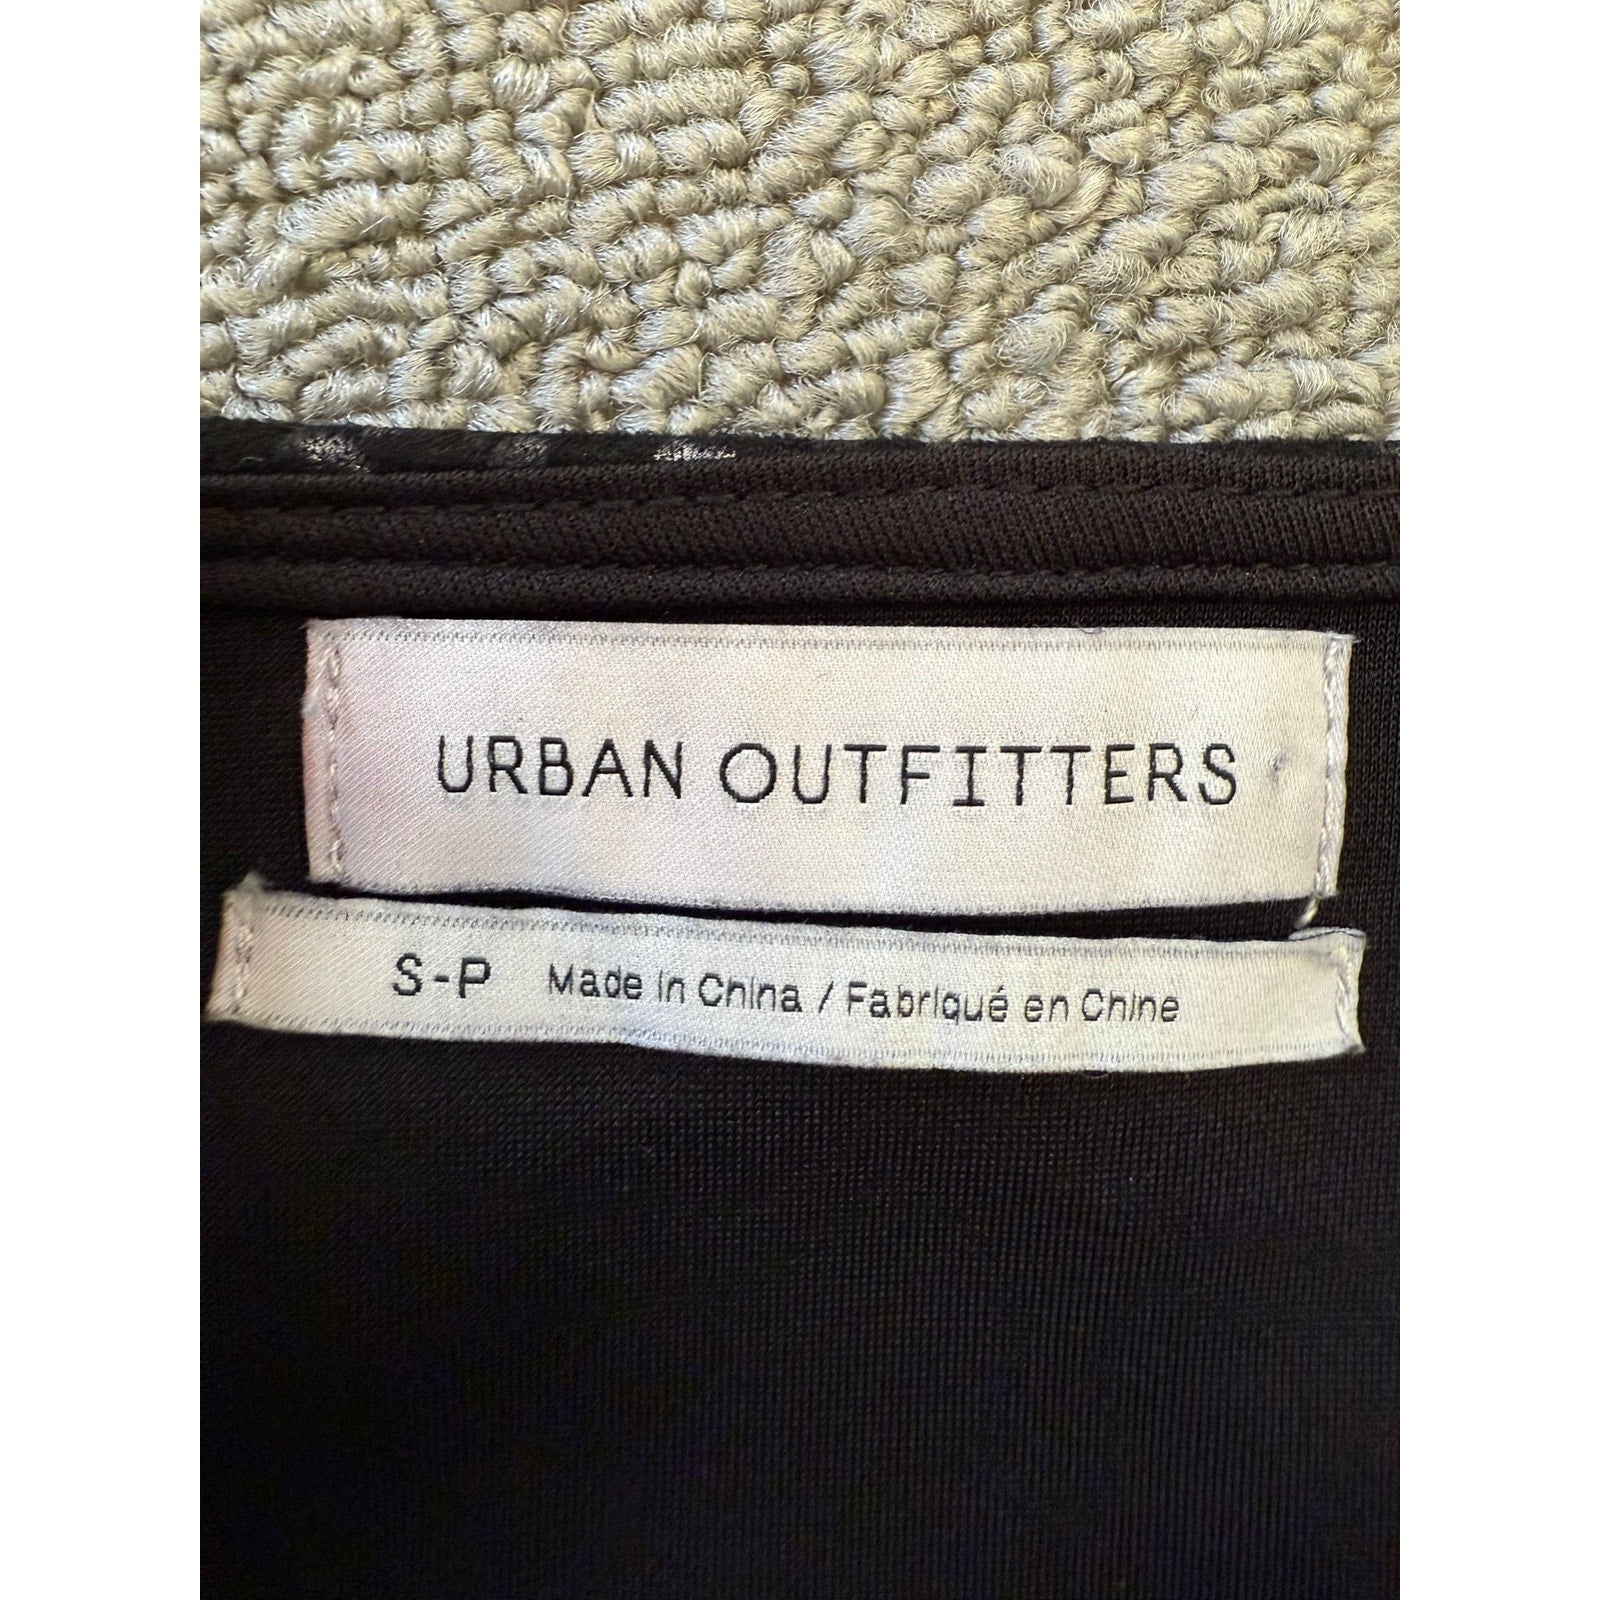 URBAN OUTFITTERS
S-P Made in China / Fabriqué en Chine